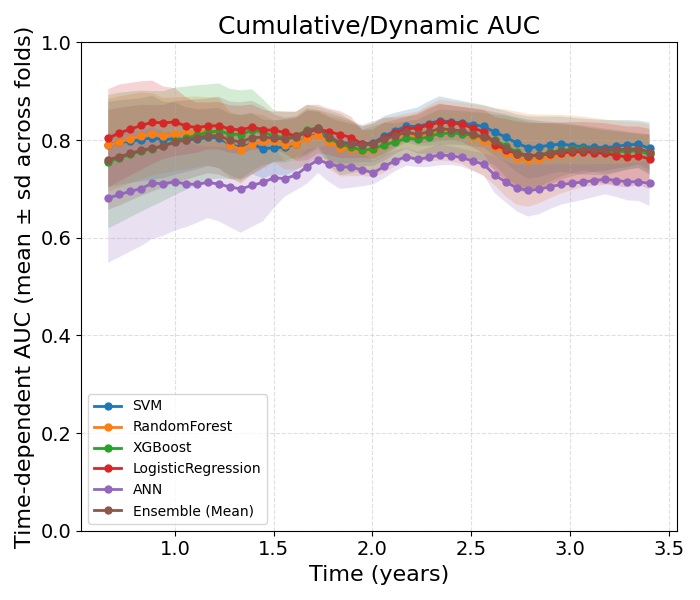 Cumulative/Dynamic AUC
Time-dependent AUC (mean ± sd across folds)
1.0
0.8
0.6
0.4
0.2
0.0
SVM
RandomForest
XGBoost
LogisticRegression
ANN
Ensemble (Mean)
1.0 1.5 2.0 2.5 3.0 3.5
Time (years)